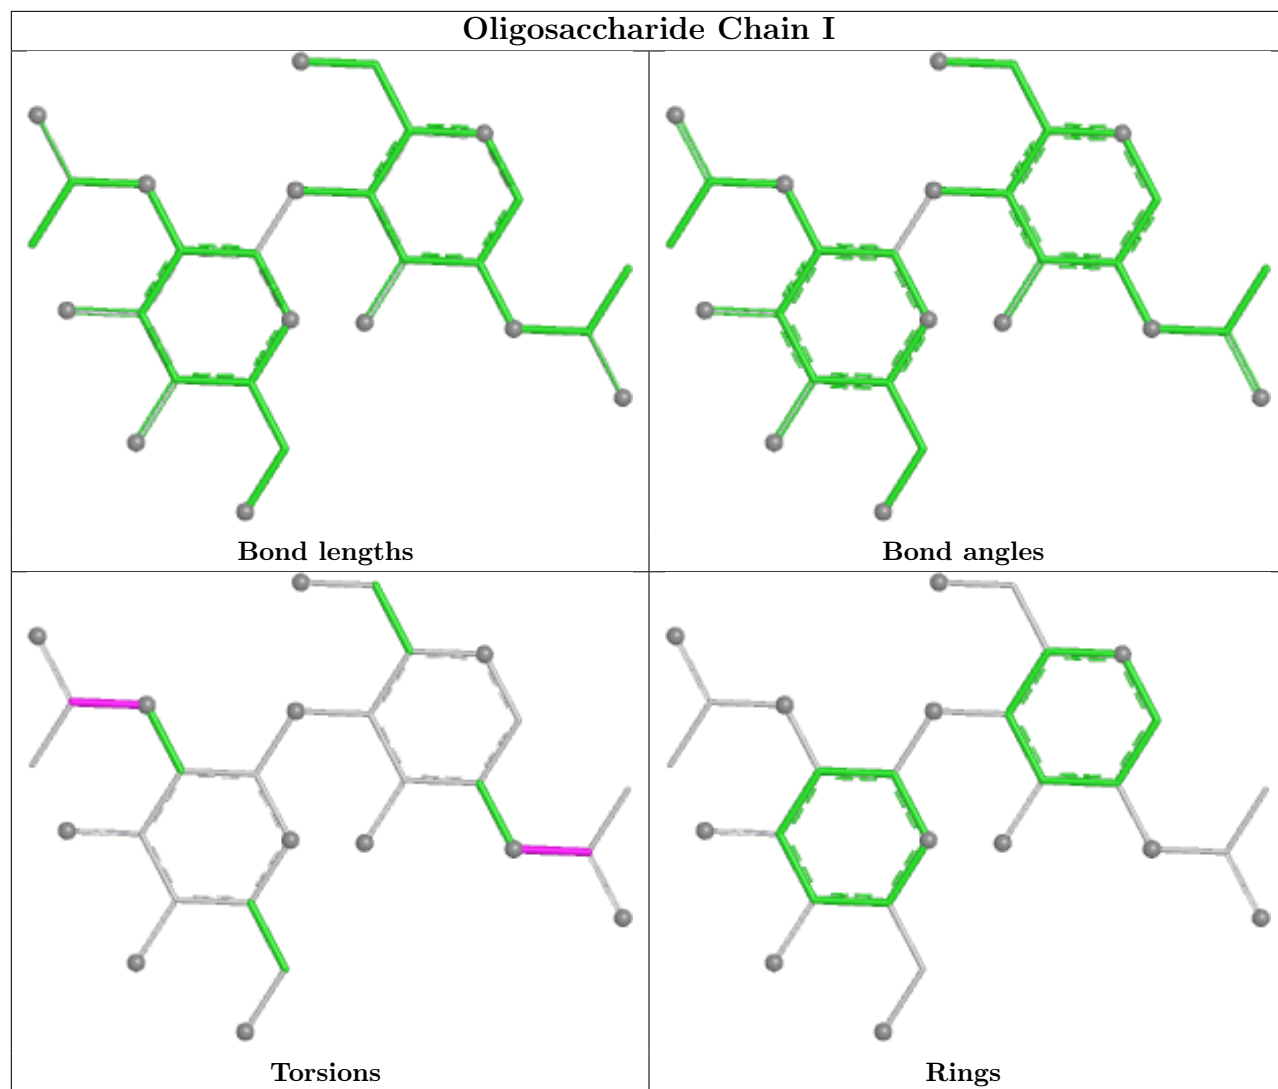 Oligosaccharide Chain I
Bond lengths
Bond angles
Torsions
Rings